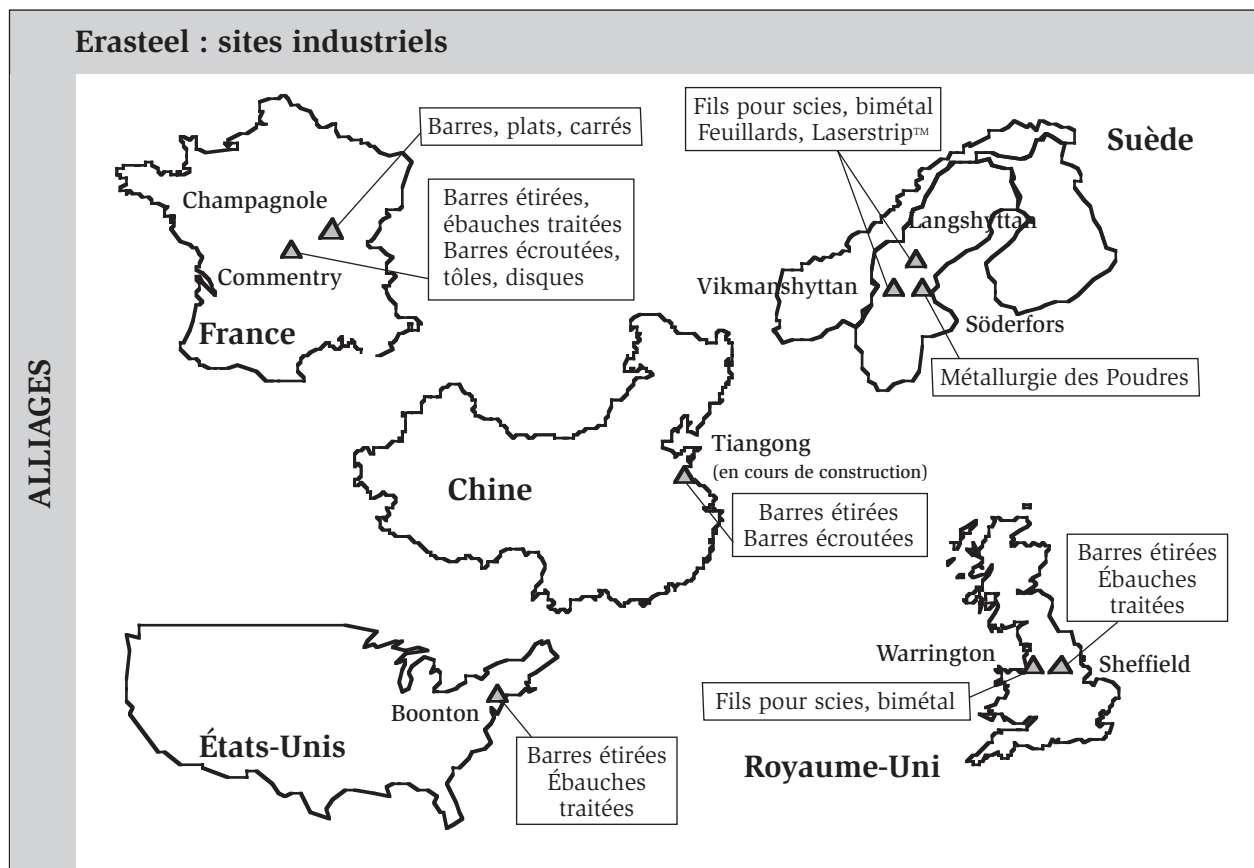 Erasteel : sites industriels
ALLIAGES
Barres, plats, carrés
Champagnole
Barres étirées,
ébauches traitées
Barres écroutées,
tôles, disques
Commentry
France
Fils pour scies, bimétal
Feuillards, Laserstrip™
Suède
Langshyttan
Vikmanshyttan
Söderfors
Métallurgie des Poudres
Tiangong
(en cours de construction)
Chine
Barres étirées
Barres écroutées
Barres étirées
Ébauches
traitées
Warrington
Sheffield
Fils pour scies, bimétal
Royaume-Uni
Boonton
États-Unis
Barres étirées
Ébauches
traitées